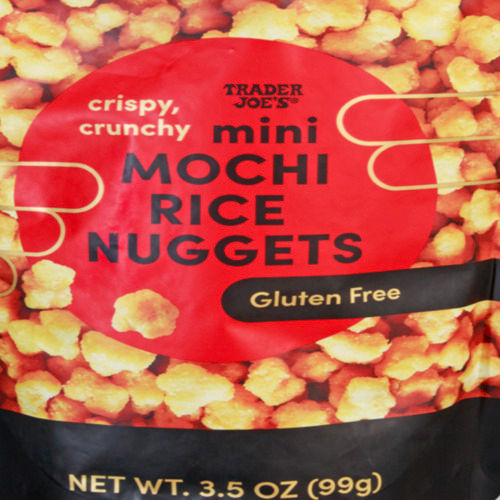 TRADER
JOE'S®
crispy,
crunchy
mini
MOCHI
RICE
NUGGETS
Gluten Free
NET WT. 3.5 OZ (99g)